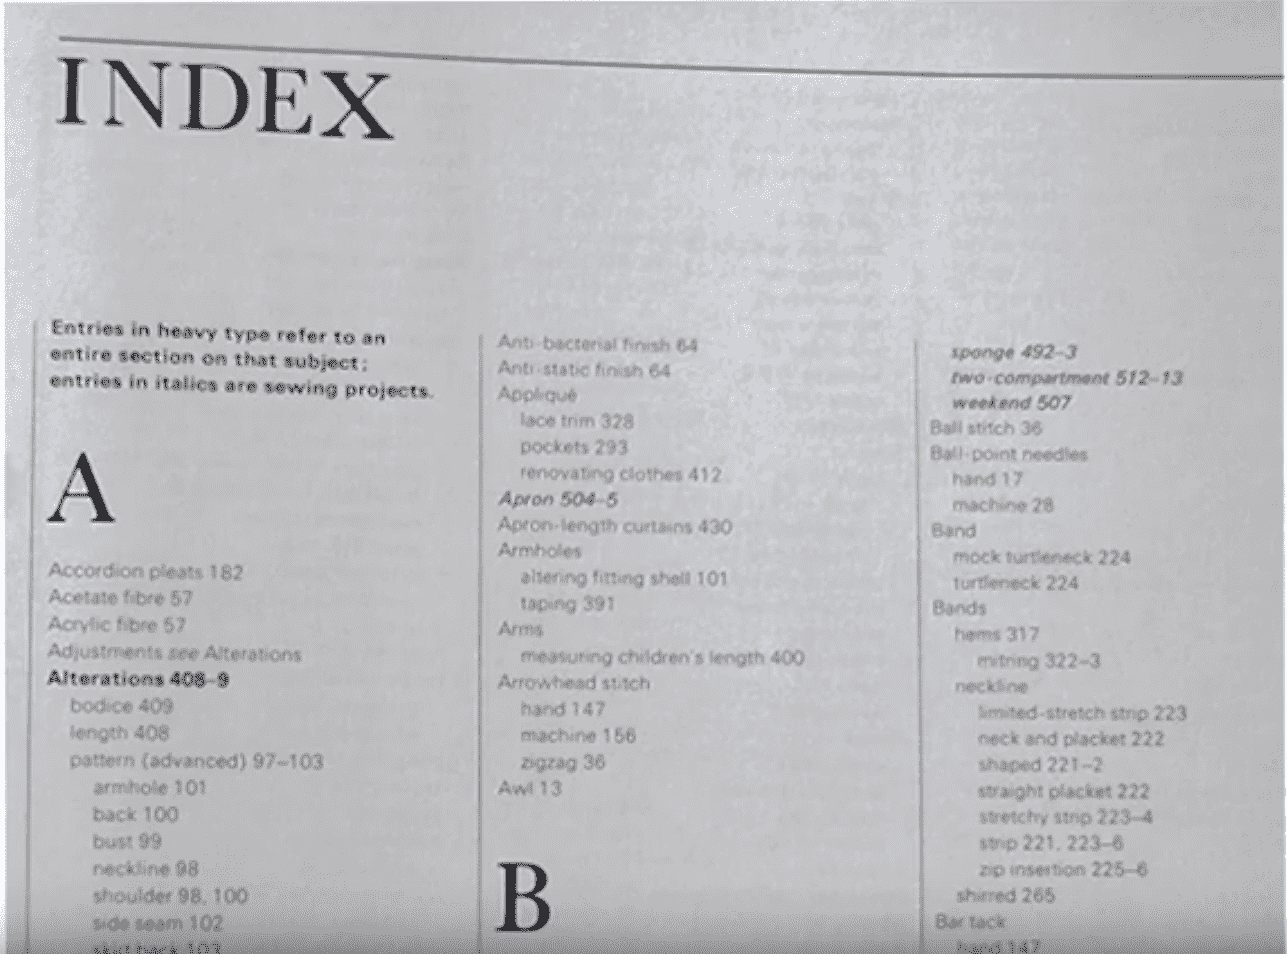 INDEX
Entries in heavy type refer to an
entire section on that subject;
entries in italics are sewing projects.
A
Accordion pleats 182
Acetate fibre 57
Acrylic fibre 57
Adjustments see Alterations
Alterations 408–9
bodice 409
length 408
pattern (advanced) 97–103
armhole 101
back 100
bust 99
neckline 98
shoulder 98, 100
side seam 102
skirt back 103
Anti-bacterial finish 64
Anti-static finish 64
Appliqué
lace trim 328
pockets 293
renovating clothes 412
Apron 504–5
Apron-length curtains 430
Armholes
altering fitting shell 101
taping 391
Arms
measuring children's length 400
Arrowhead stitch
hand 147
machine 156
zigzag 36
Awl 13
B
sponge 492–3
two-compartment 512–13
weekend 507
Ball stitch 36
Ball-point needles
hand 17
machine 28
Band
mock turtleneck 224
turtleneck 224
Bands
hems 317
mitring 322–3
neckline
limited-stretch strip 223
neck and placket 222
shaped 221–2
straight placket 222
stretchy strip 223–4
strip 221, 223–6
zip insertion 225–6
shirred 265
Bar tack
hand 147